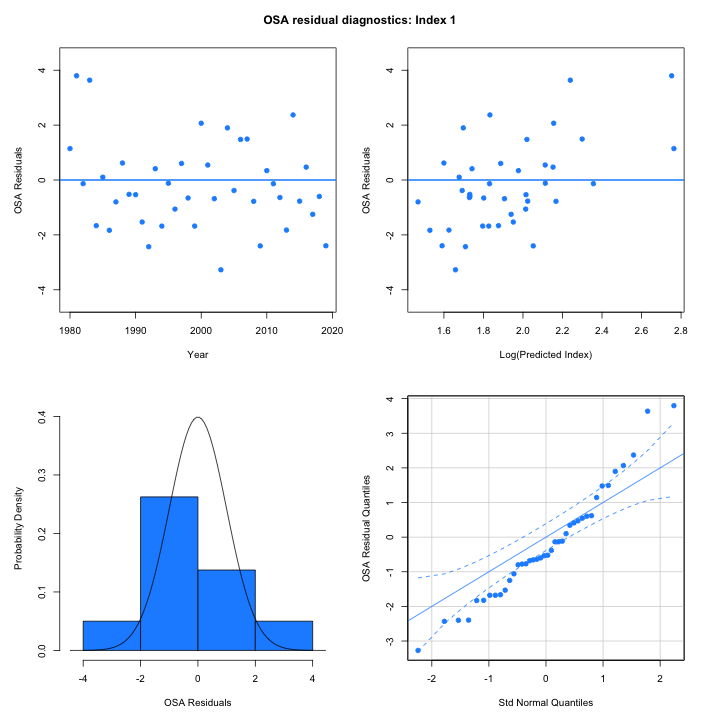 OSA residual diagnostics: Index 1
OSA Residuals
4
2
0
-2
-4
1980 1990 2000 2010 2020
Year
OSA Residuals
4
2
0
-2
-4
1.6 1.8 2.0 2.2 2.4 2.6 2.8
Log(Predicted Index)
Probability Density
0.4
0.3
0.2
0.1
0.0
-4 -2 0 2 4
OSA Residuals
OSA Residual Quantiles
4
3
2
1
0
-1
-2
-3
-2 -1 0 1 2
Std Normal Quantiles